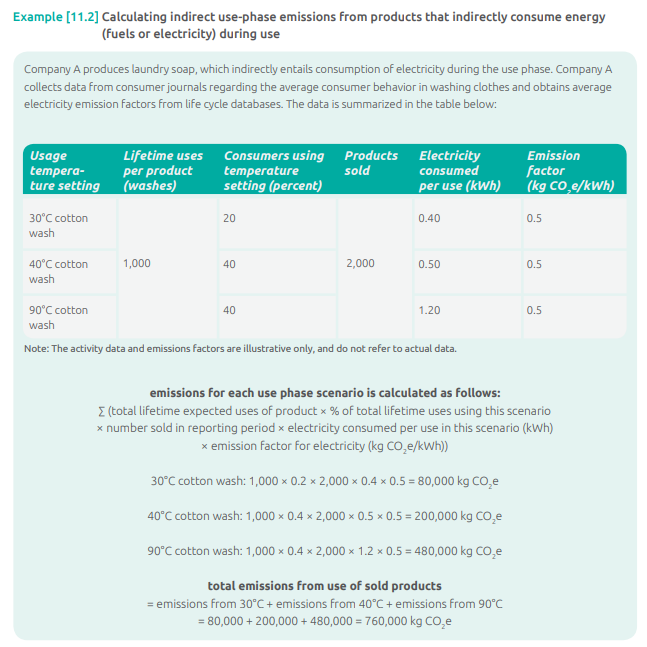 Example [11.2] Calculating indirect use-phase emissions from products that indirectly consume energy
(fuels or electricity) during use
Company A produces laundry soap, which indirectly entails consumption of electricity during the use phase. Company A
collects data from consumer journals regarding the average consumer behavior in washing clothes and obtains average
electricity emission factors from life cycle databases. The data is summarized in the table below:
Usage Lifetime uses Consumers using Products Electricity Emission
tempera- per product temperature sold consumed factor
ture setting (washes) setting (percent) per use (kWh) (kg CO₂e/kWh)
30°C cotton 20 0.40 0.5
wash
40°C cotton 1,000 40 2,000 0.50 0.5
wash
90°C cotton 40 1.20 0.5
wash
Note: The activity data and emissions factors are illustrative only, and do not refer to actual data.
emissions for each use phase scenario is calculated as follows:
∑ (total lifetime expected uses of product × % of total lifetime uses using this scenario
× number sold in reporting period × electricity consumed per use in this scenario (kWh)
× emission factor for electricity (kg CO₂e/kWh))
30°C cotton wash: 1,000 × 0.2 × 2,000 × 0.4 × 0.5 = 80,000 kg CO₂e
40°C cotton wash: 1,000 × 0.4 × 2,000 × 0.5 × 0.5 = 200,000 kg CO₂e
90°C cotton wash: 1,000 × 0.4 × 2,000 × 1.2 × 0.5 = 480,000 kg CO₂e
total emissions from use of sold products
= emissions from 30°C + emissions from 40°C + emissions from 90°C
= 80,000 + 200,000 + 480,000 = 760,000 kg CO₂e